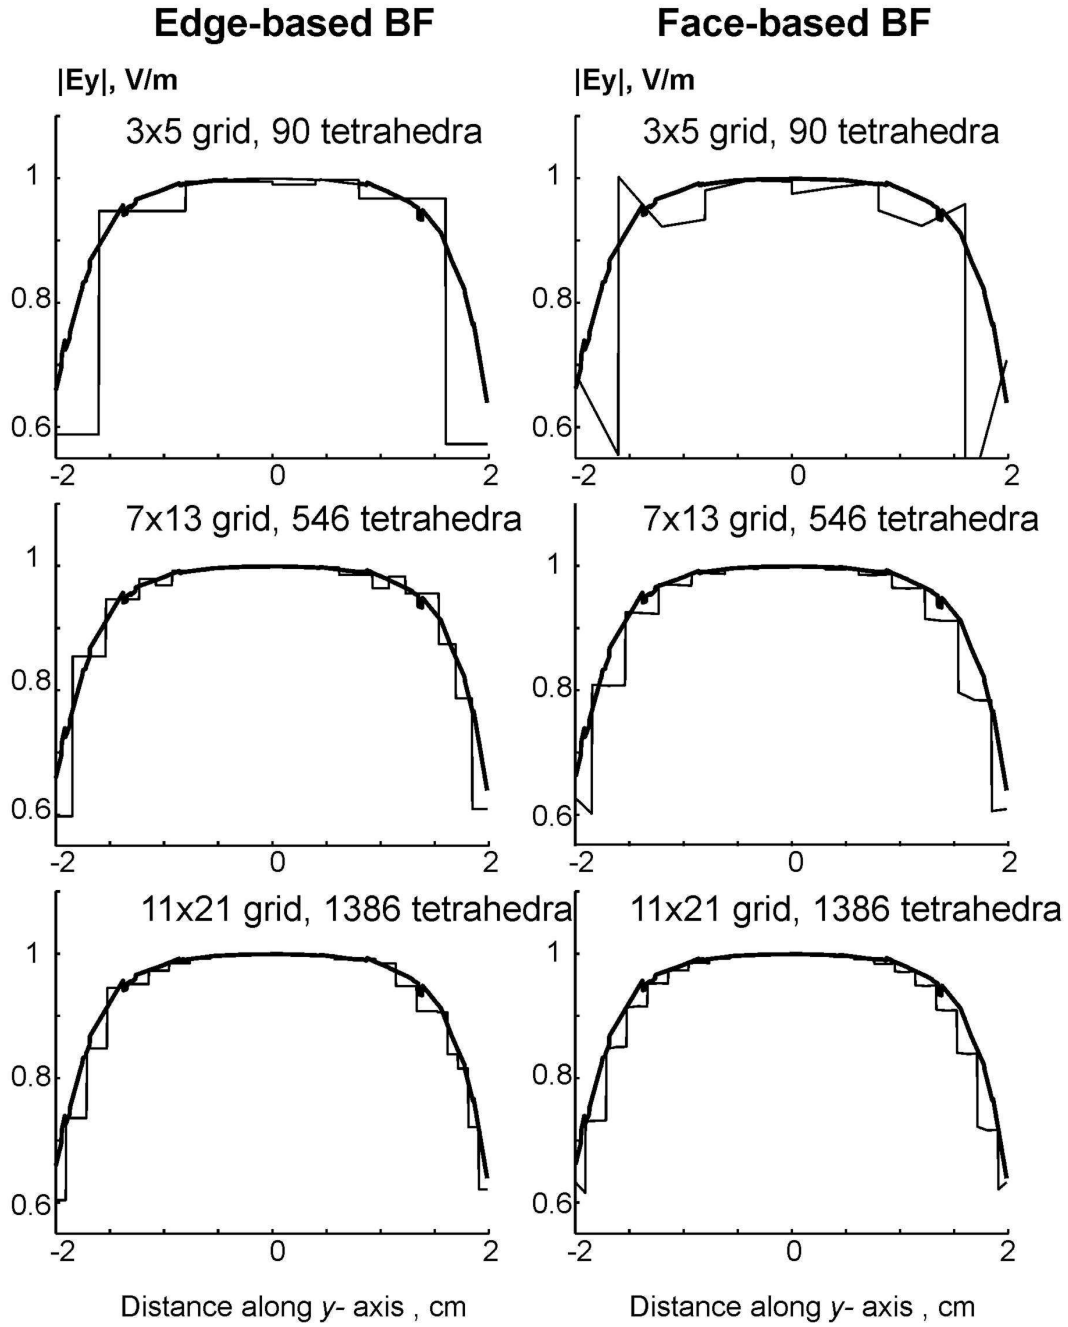 Edge-based BF
Face-based BF
|Ey|, V/m
|Ey|, V/m
3x5 grid, 90 tetrahedra
3x5 grid, 90 tetrahedra
1
0.8
0.6
-2 0 2
1
0.8
0.6
-2 0 2
7x13 grid, 546 tetrahedra
7x13 grid, 546 tetrahedra
1
0.8
0.6
-2 0 2
1
0.8
0.6
-2 0 2
11x21 grid, 1386 tetrahedra
11x21 grid, 1386 tetrahedra
1
0.8
0.6
-2 0 2
1
0.8
0.6
-2 0 2
Distance along y- axis , cm
Distance along y- axis , cm